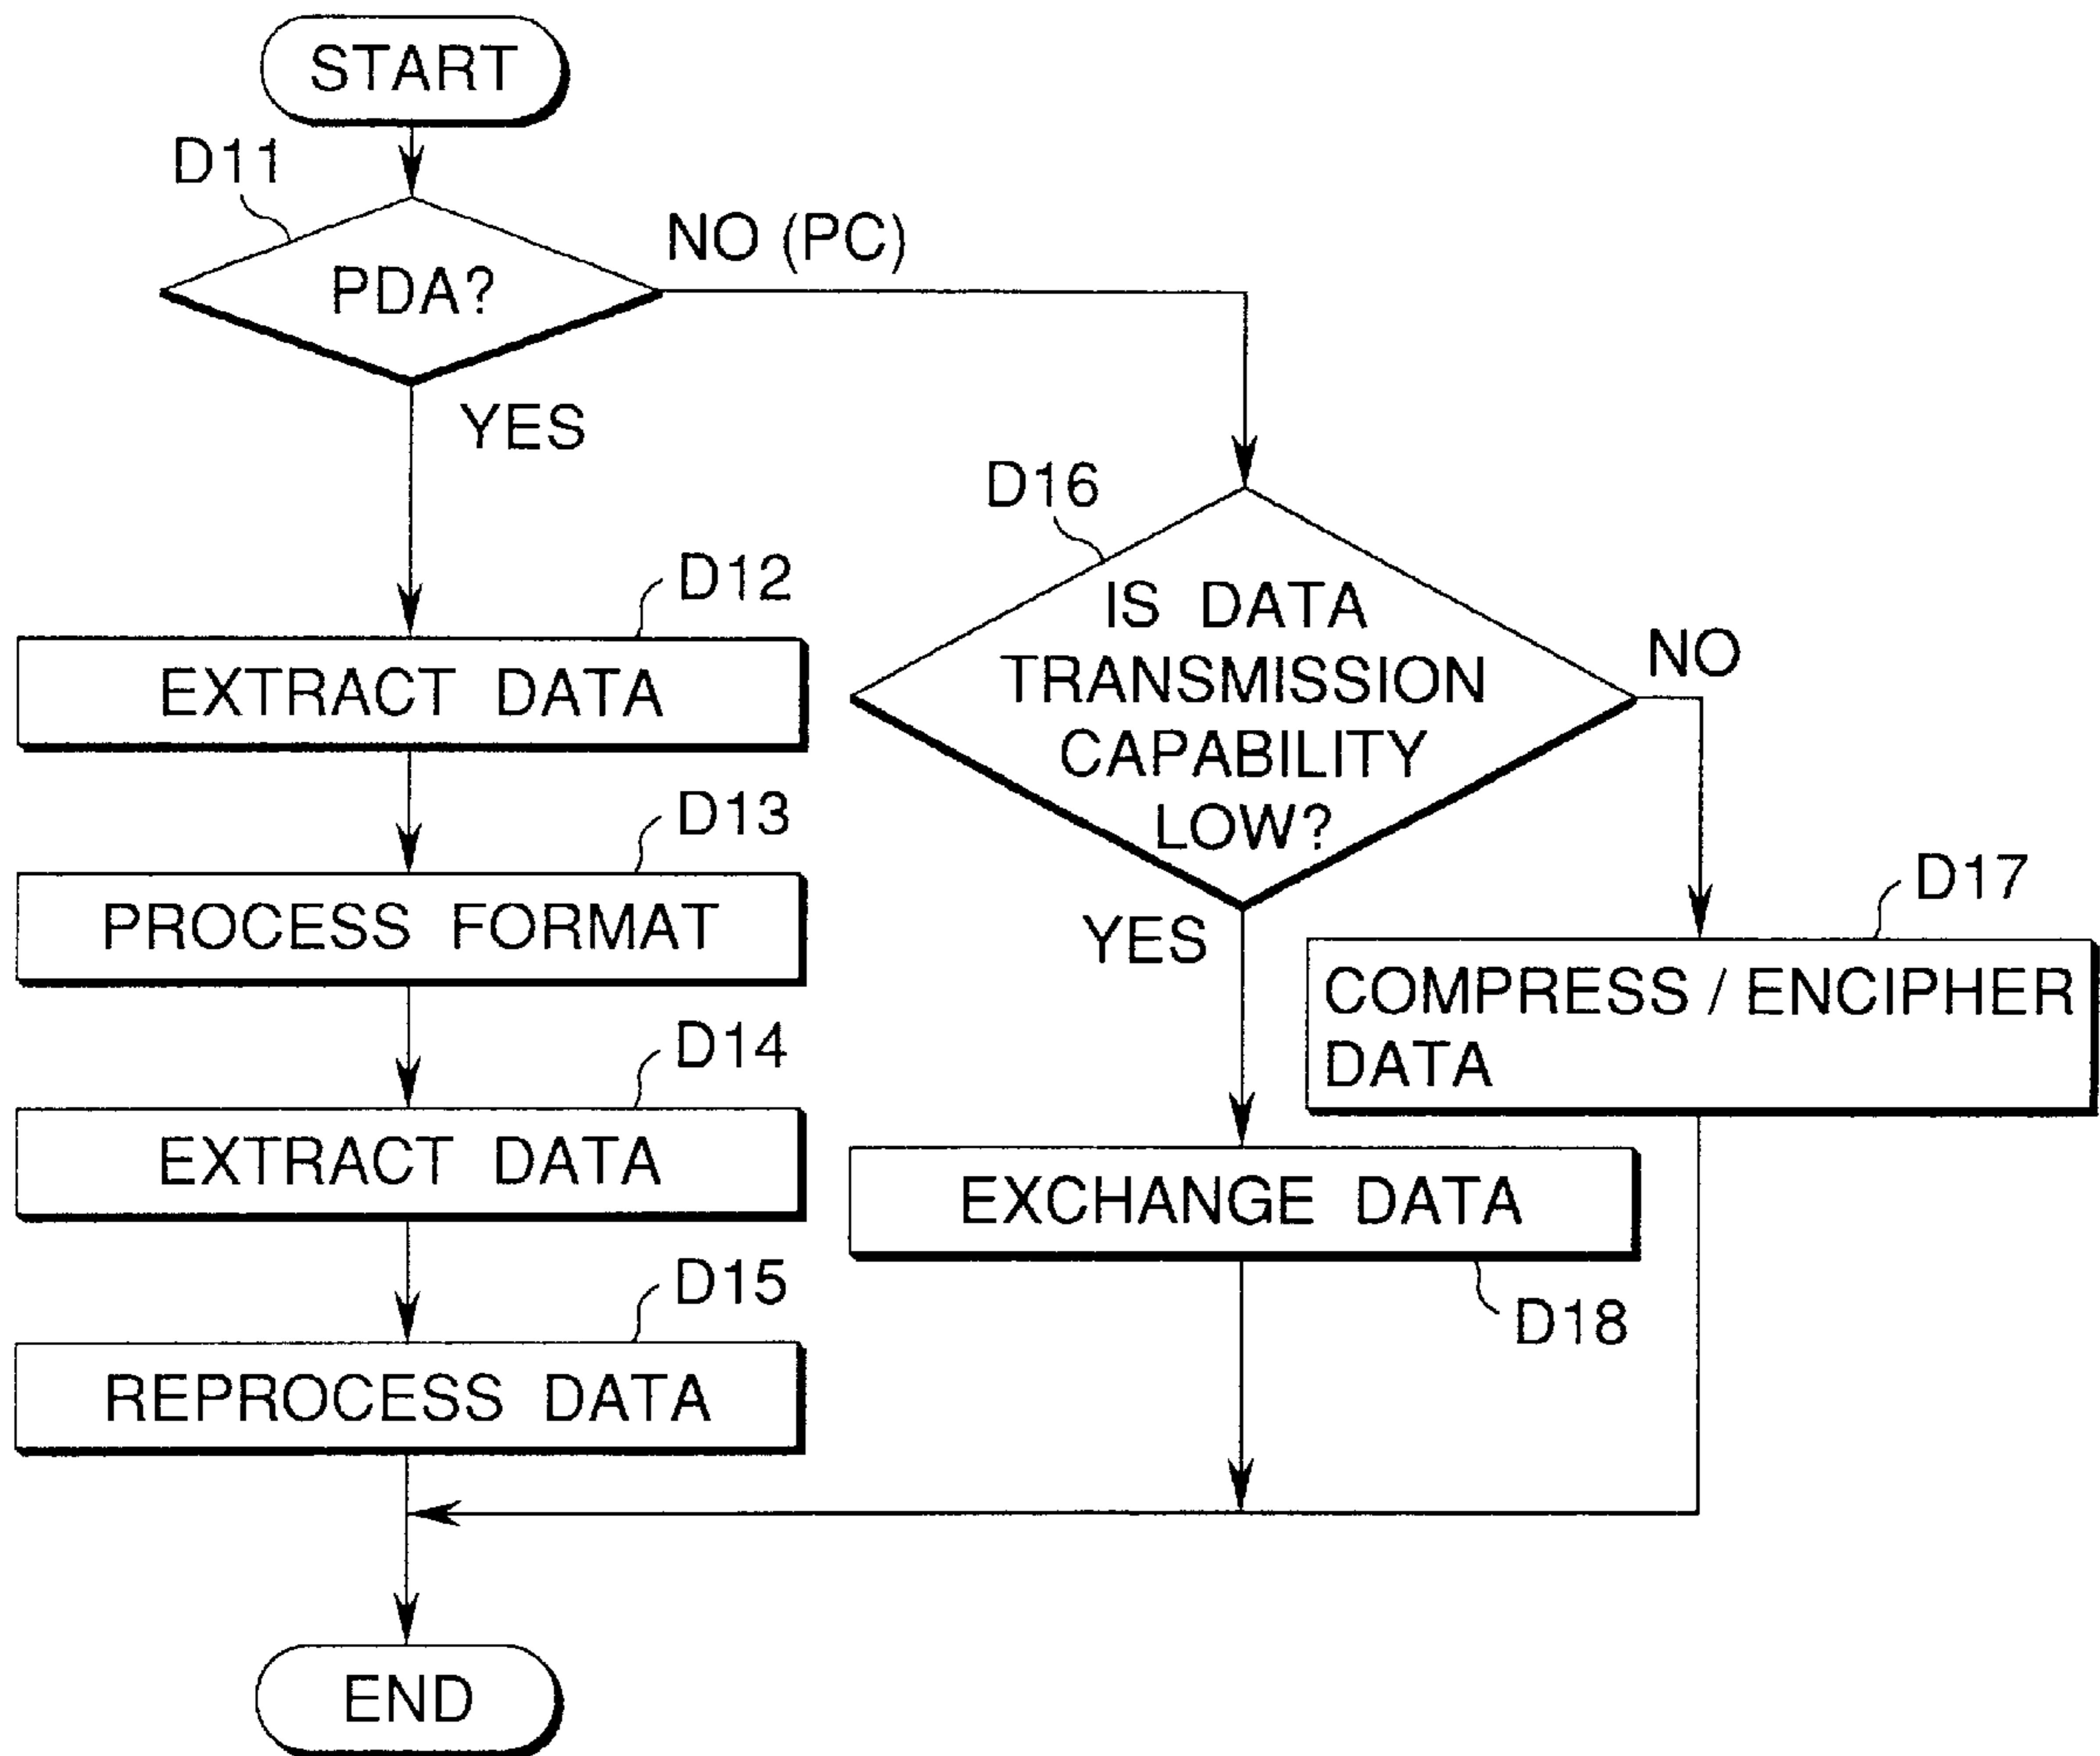 START
D11
PDA?
NO (PC)
YES
D12
EXTRACT DATA
D13
PROCESS FORMAT
D14
EXTRACT DATA
D15
REPROCESS DATA
D16
IS DATA
TRANSMISSION
CAPABILITY
LOW?
NO
YES
D17
COMPRESS / ENCIPHER
DATA
EXCHANGE DATA
D18
END